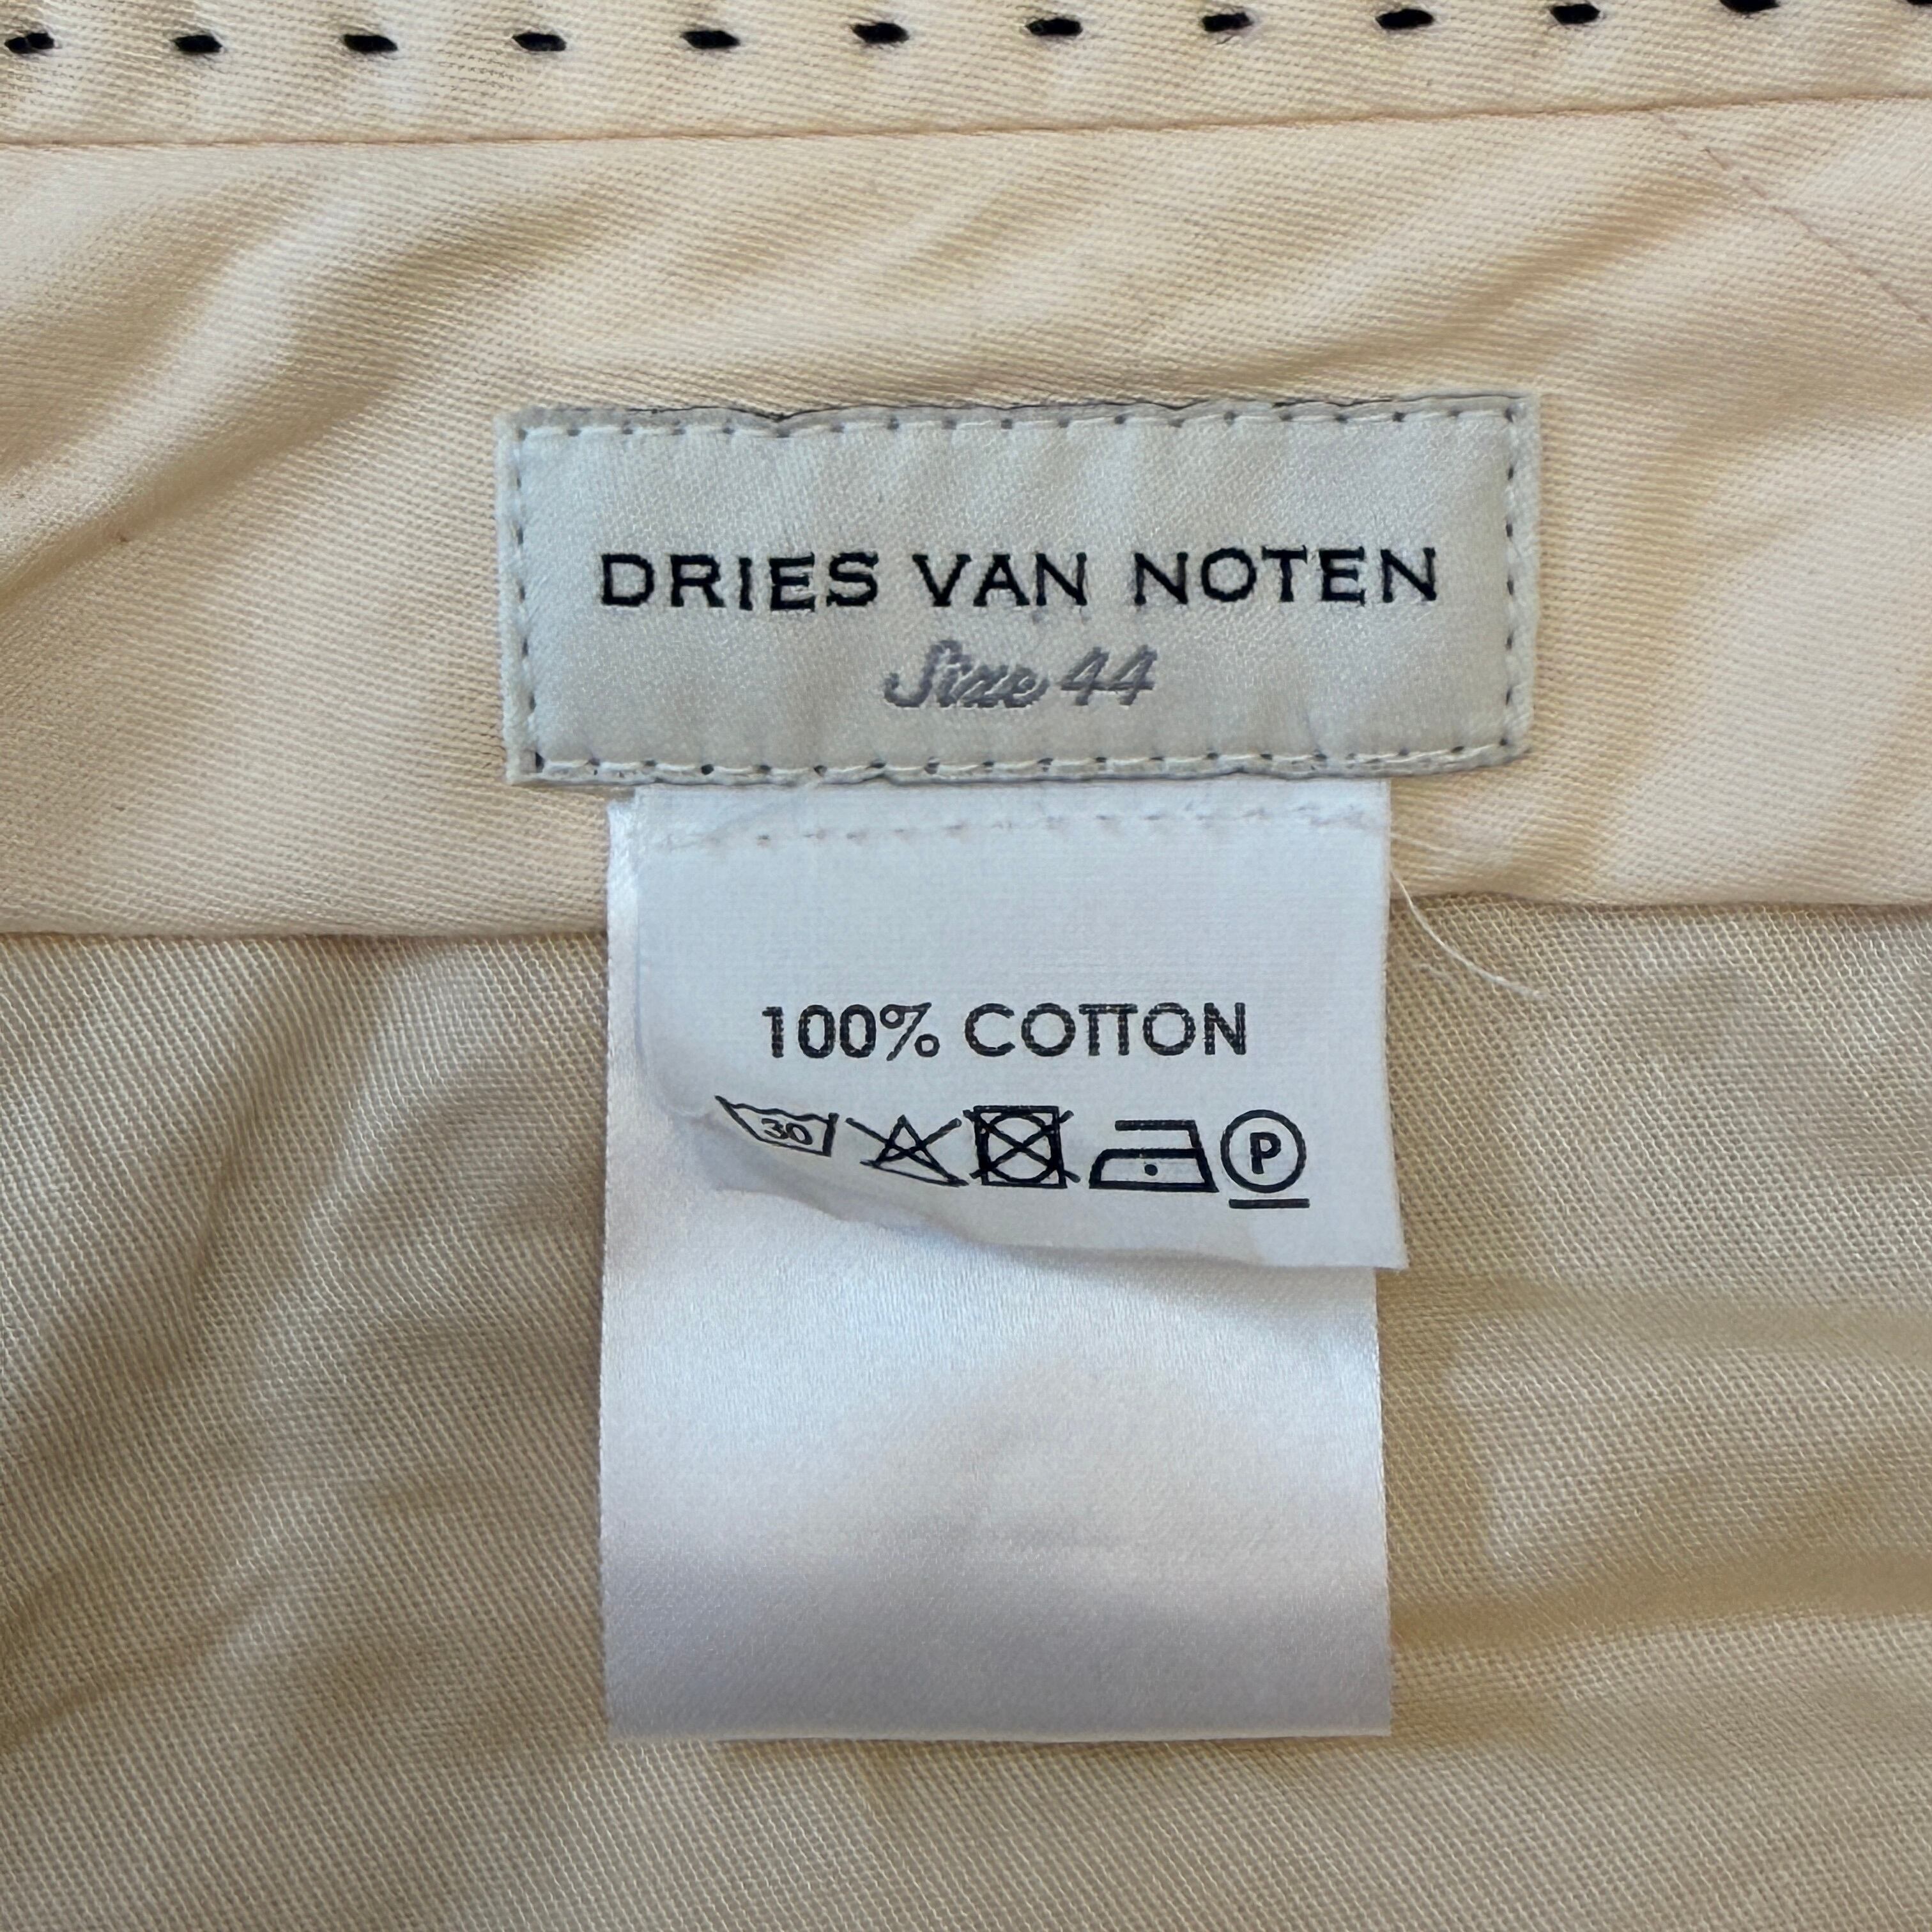 DRIES VAN NOTEN
Size 44
100% COTTON
30
P